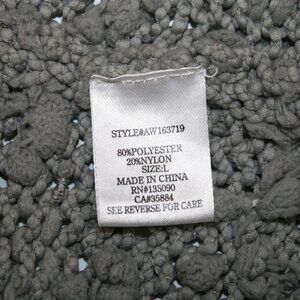 STYLE#AW163719
80%POLYESTER
20%NYLON
SIZE:L
MADE IN CHINA
RN#135090
CA#35884
SEE REVERSE FOR CARE